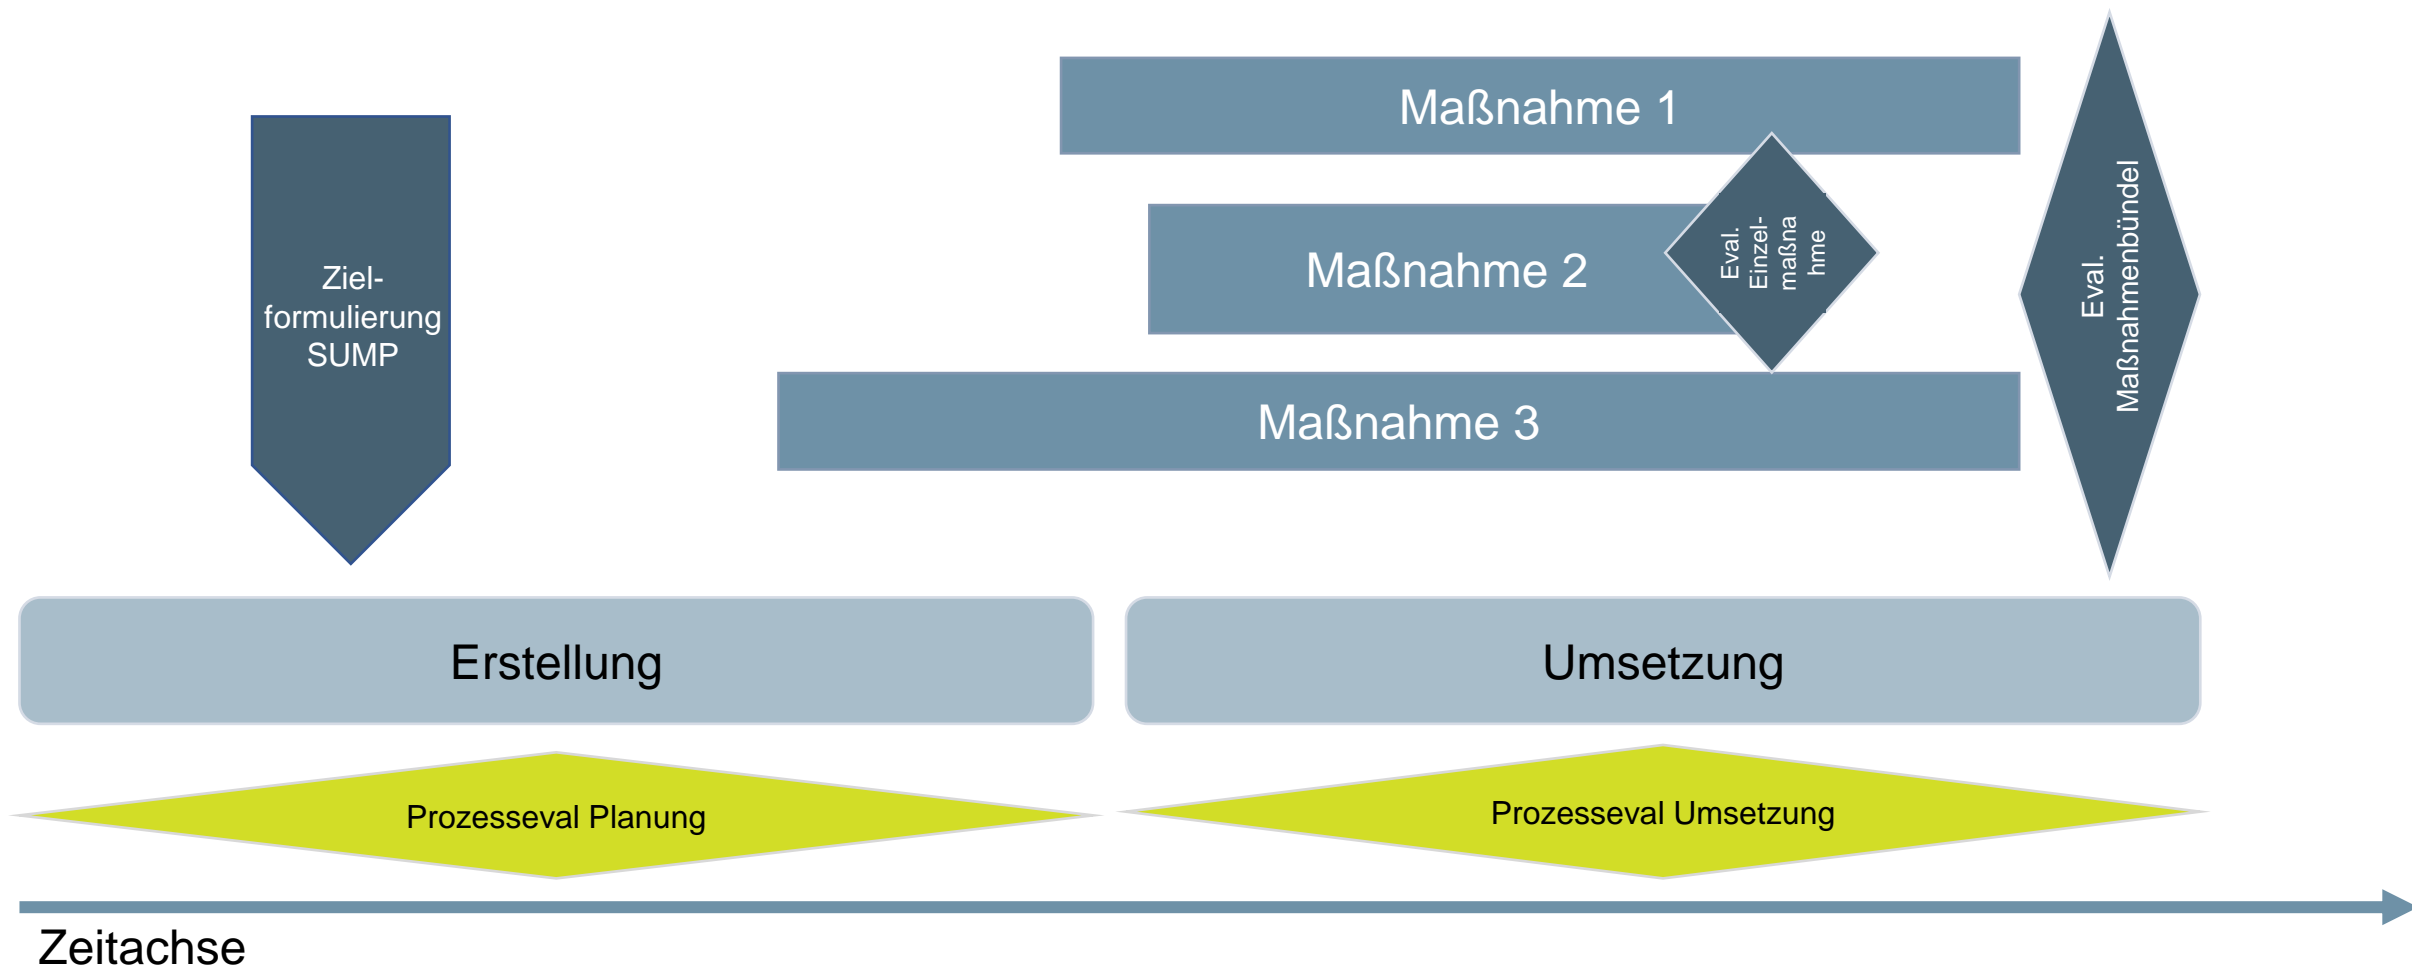 Maßnahme 1
Ziel-
formulierung
SUMP
Maßnahme 2
Eval.
Einzel-
maßna
hme
Eval.
Maßnahmenbündel
Maßnahme 3
Erstellung
Umsetzung
Prozesseval Planung
Prozesseval Umsetzung
Zeitachse